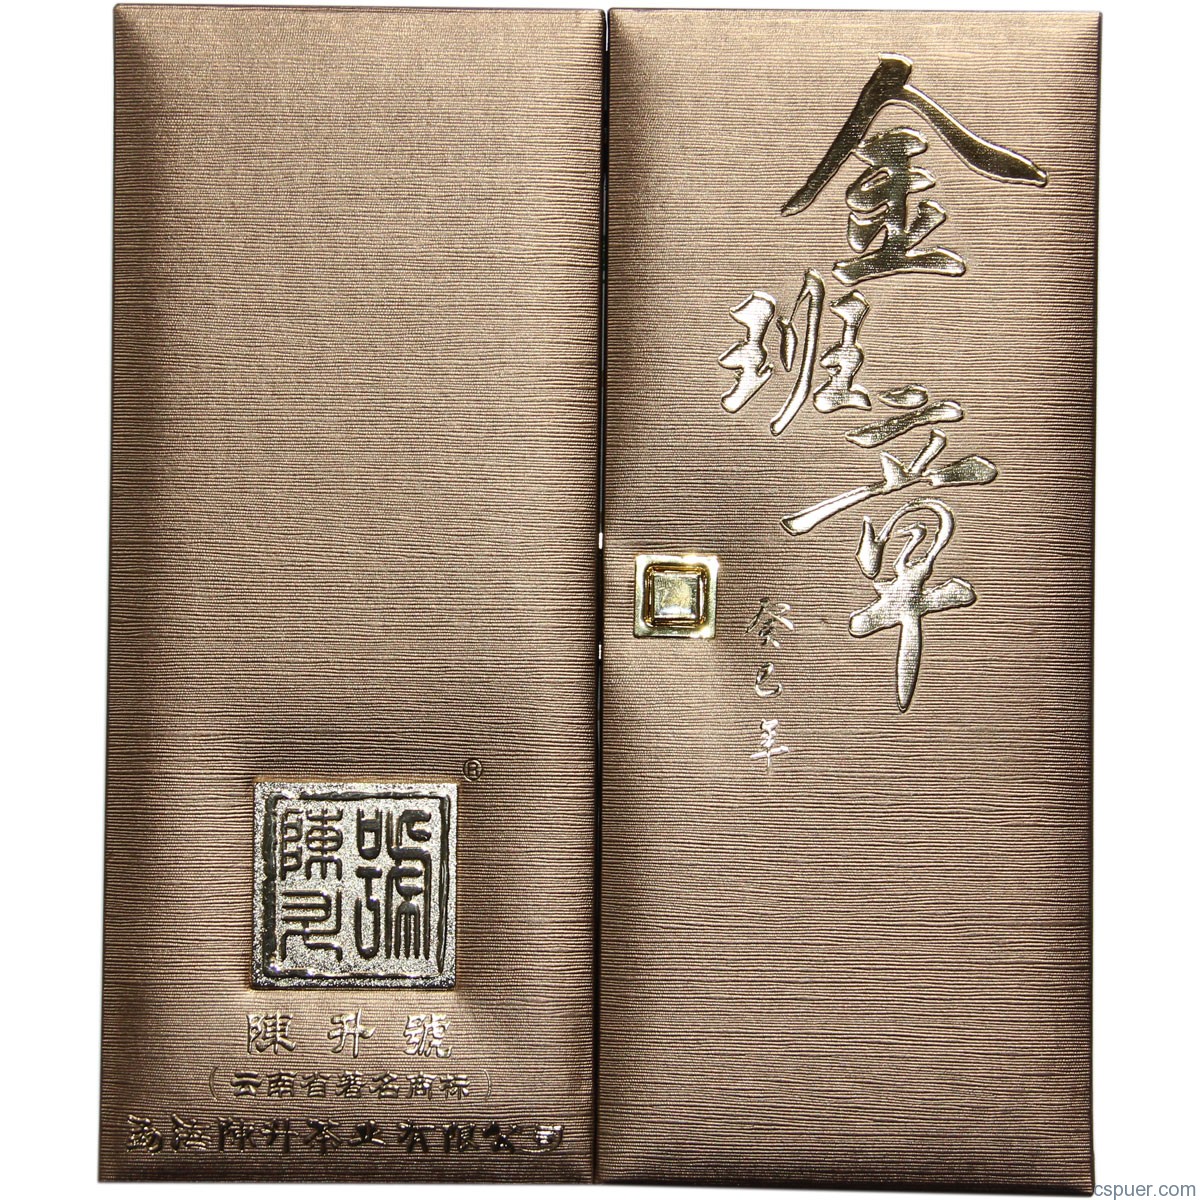 金班章
癸巳年
®
陳升號
陳升號
(云南省著名商标)
勐海陳升茶业有限公司
cspuer.com